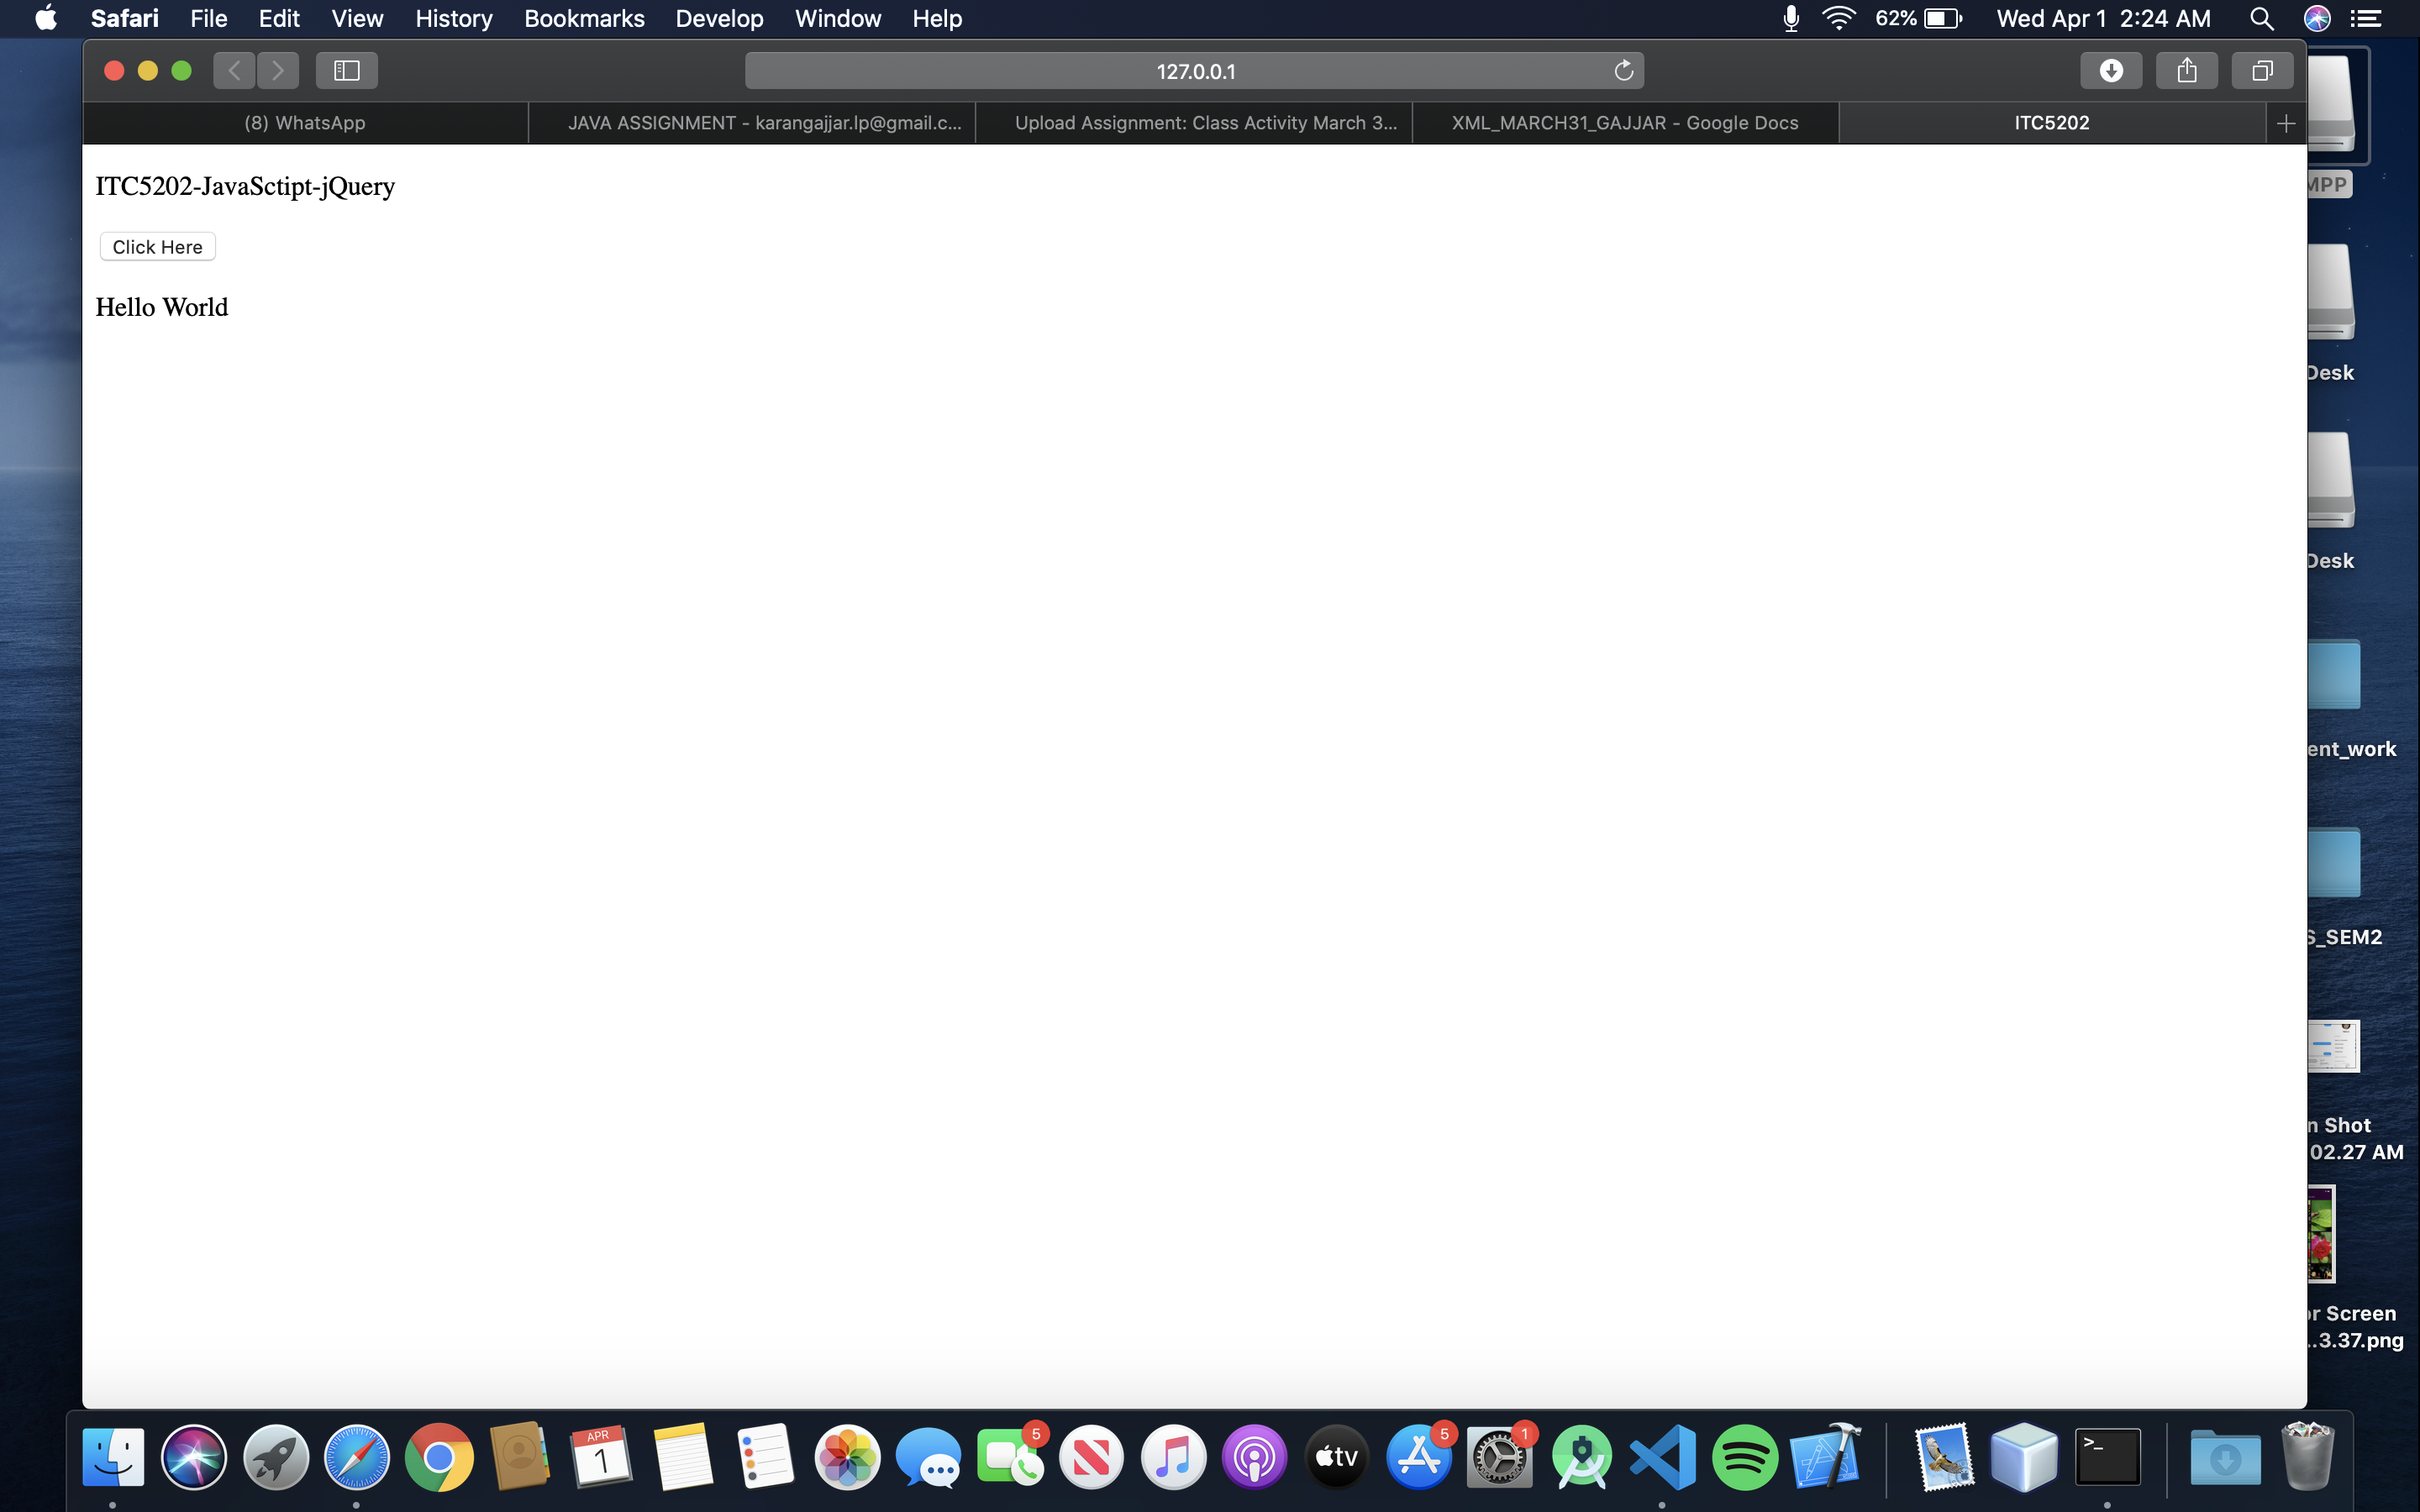 Safari File Edit View History Bookmarks Develop Window Help 62% Wed Apr 1 2:24 AM
127.0.0.1
(8) WhatsApp JAVA ASSIGNMENT - karangajjar.lp@gmail.c... Upload Assignment: Class Activity March 3... XML_MARCH31_GAJJAR - Google Docs ITC5202
ITC5202-JavaSctipt-jQuery
Click Here
Hello World
MPP
Desk
Desk
ent_work
S_SEM2
n Shot
02.27 AM
or Screen
...3.37.png
APR
1
5
tv
5
1
>_